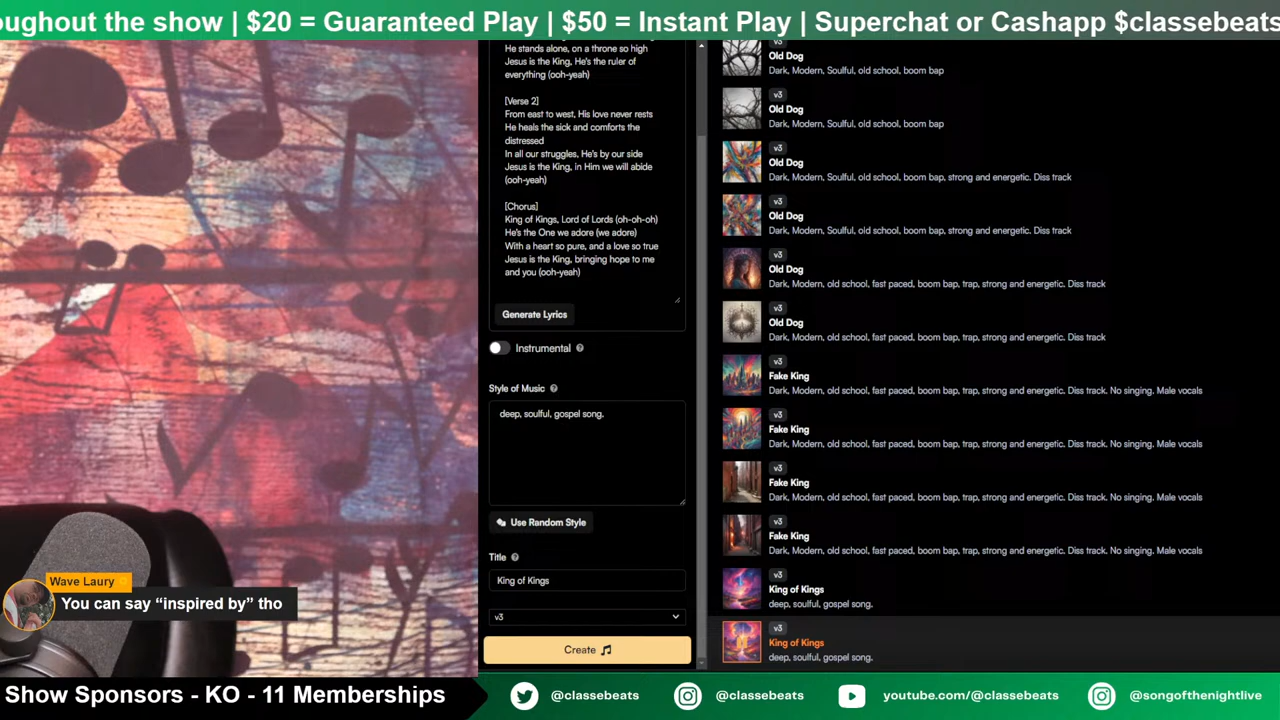 oughout the show | $20 = Guaranteed Play | $50 = Instant Play | Superchat or Cashapp $classebeats
He stands alone, on a throne so high
Jesus is the King, He's the ruler of
everything (ooh-yeah)
[Verse 2]
From east to west, His love never rests
He heals the sick and comforts the
distressed
In all our struggles, He's by our side
Jesus is the King, in Him we will abide
(ooh-yeah)
[Chorus]
King of Kings, Lord of Lords (oh-oh-oh)
He's the One we adore (we adore)
With a heart so pure, and a love so true
Jesus is the King, bringing hope to me
and you (ooh-yeah)
Generate Lyrics
Instrumental
Style of Music
deep, soulful, gospel song.
Use Random Style
Title
King of Kings
v3
Create
v3
Old Dog
Dark, Modern, Soulful, old school, boom bap
v3
Old Dog
Dark, Modern, Soulful, old school, boom bap
v3
Old Dog
Dark, Modern, Soulful, old school, boom bap, strong and energetic. Diss track
v3
Old Dog
Dark, Modern, Soulful, old school, boom bap, strong and energetic. Diss track
v3
Old Dog
Dark, Modern, old school, fast paced, boom bap, trap, strong and energetic. Diss track
v3
Old Dog
Dark, Modern, old school, fast paced, boom bap, trap, strong and energetic. Diss track
v3
Fake King
Dark, Modern, old school, fast paced, boom bap, trap, strong and energetic. Diss track. No singing. Male vocals
v3
Fake King
Dark, Modern, old school, fast paced, boom bap, trap, strong and energetic. Diss track. No singing. Male vocals
v3
Fake King
Dark, Modern, old school, fast paced, boom bap, trap, strong and energetic. Diss track. No singing. Male vocals
v3
Fake King
Dark, Modern, old school, fast paced, boom bap, trap, strong and energetic. Diss track. No singing. Male vocals
v3
King of Kings
deep, soulful, gospel song.
v3
King of Kings
deep, soulful, gospel song.
Wave Laury
You can say “inspired by” tho
Show Sponsors - KO - 11 Memberships
@classebeats
@classebeats
youtube.com/@classebeats
@songofthenightlive